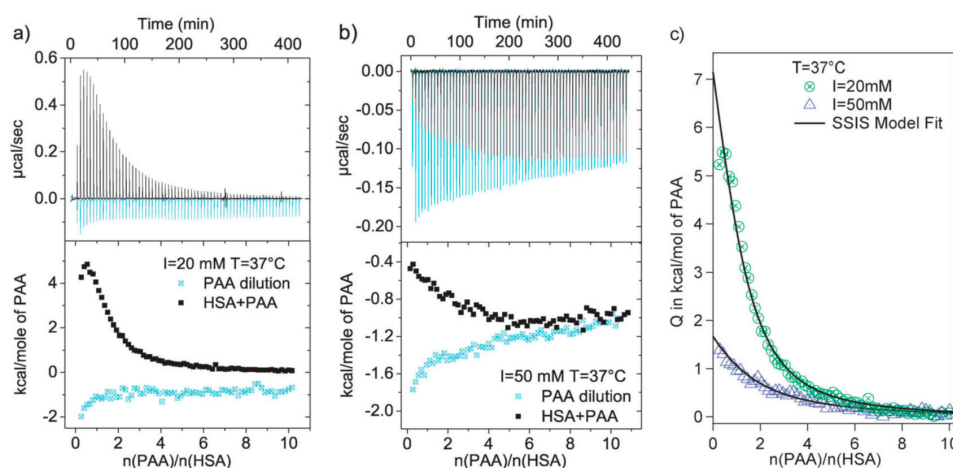 a)
Time (min)
0 100 200 300 400
0.6
0.4
0.2
0.0
µcal/sec
I=20 mM T=37°C
PAA dilution
HSA+PAA
4
2
0
-2
kcal/mole of PAA
0 2 4 6 8 10
n(PAA)/n(HSA)
b)
Time (min)
0 100 200 300 400
0.00
-0.05
-0.10
-0.15
-0.20
µcal/sec
-0.4
-0.8
-1.2
-1.6
-2.0
kcal/mole of PAA
I=50 mM T=37°C
PAA dilution
HSA+PAA
0 2 4 6 8 10
n(PAA)/n(HSA)
c)
T=37°C
I=20mM
I=50mM
SSIS Model Fit
7
6
5
4
3
2
1
0
Q in kcal/mol of PAA
0 2 4 6 8 10
n(PAA)/n(HSA)